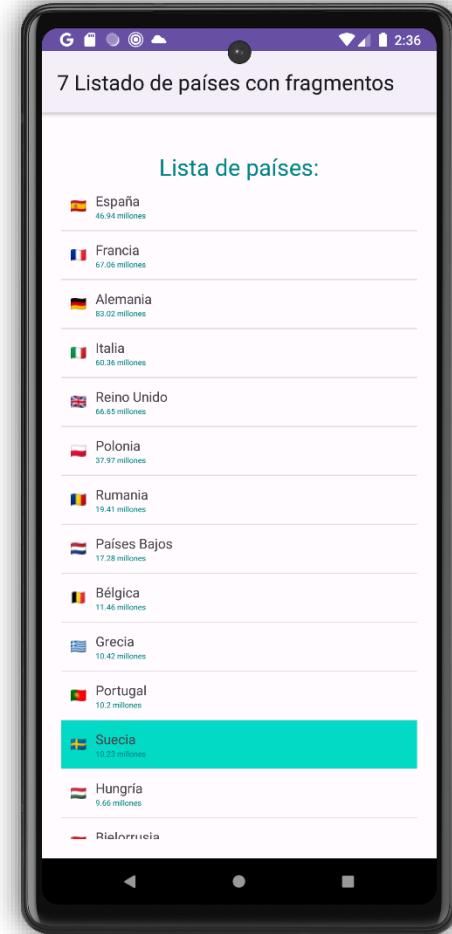 G 2:36
7 Listado de países con fragmentos
Lista de países:
España
46.94 millones
Francia
67.06 millones
Alemania
83.02 millones
Italia
60.36 millones
Reino Unido
66.65 millones
Polonia
37.97 millones
Rumania
19.41 millones
Países Bajos
17.28 millones
Bélgica
11.46 millones
Grecia
10.42 millones
Portugal
10.2 millones
Suecia
10.23 millones
Hungría
9.66 millones
Bielorrusia